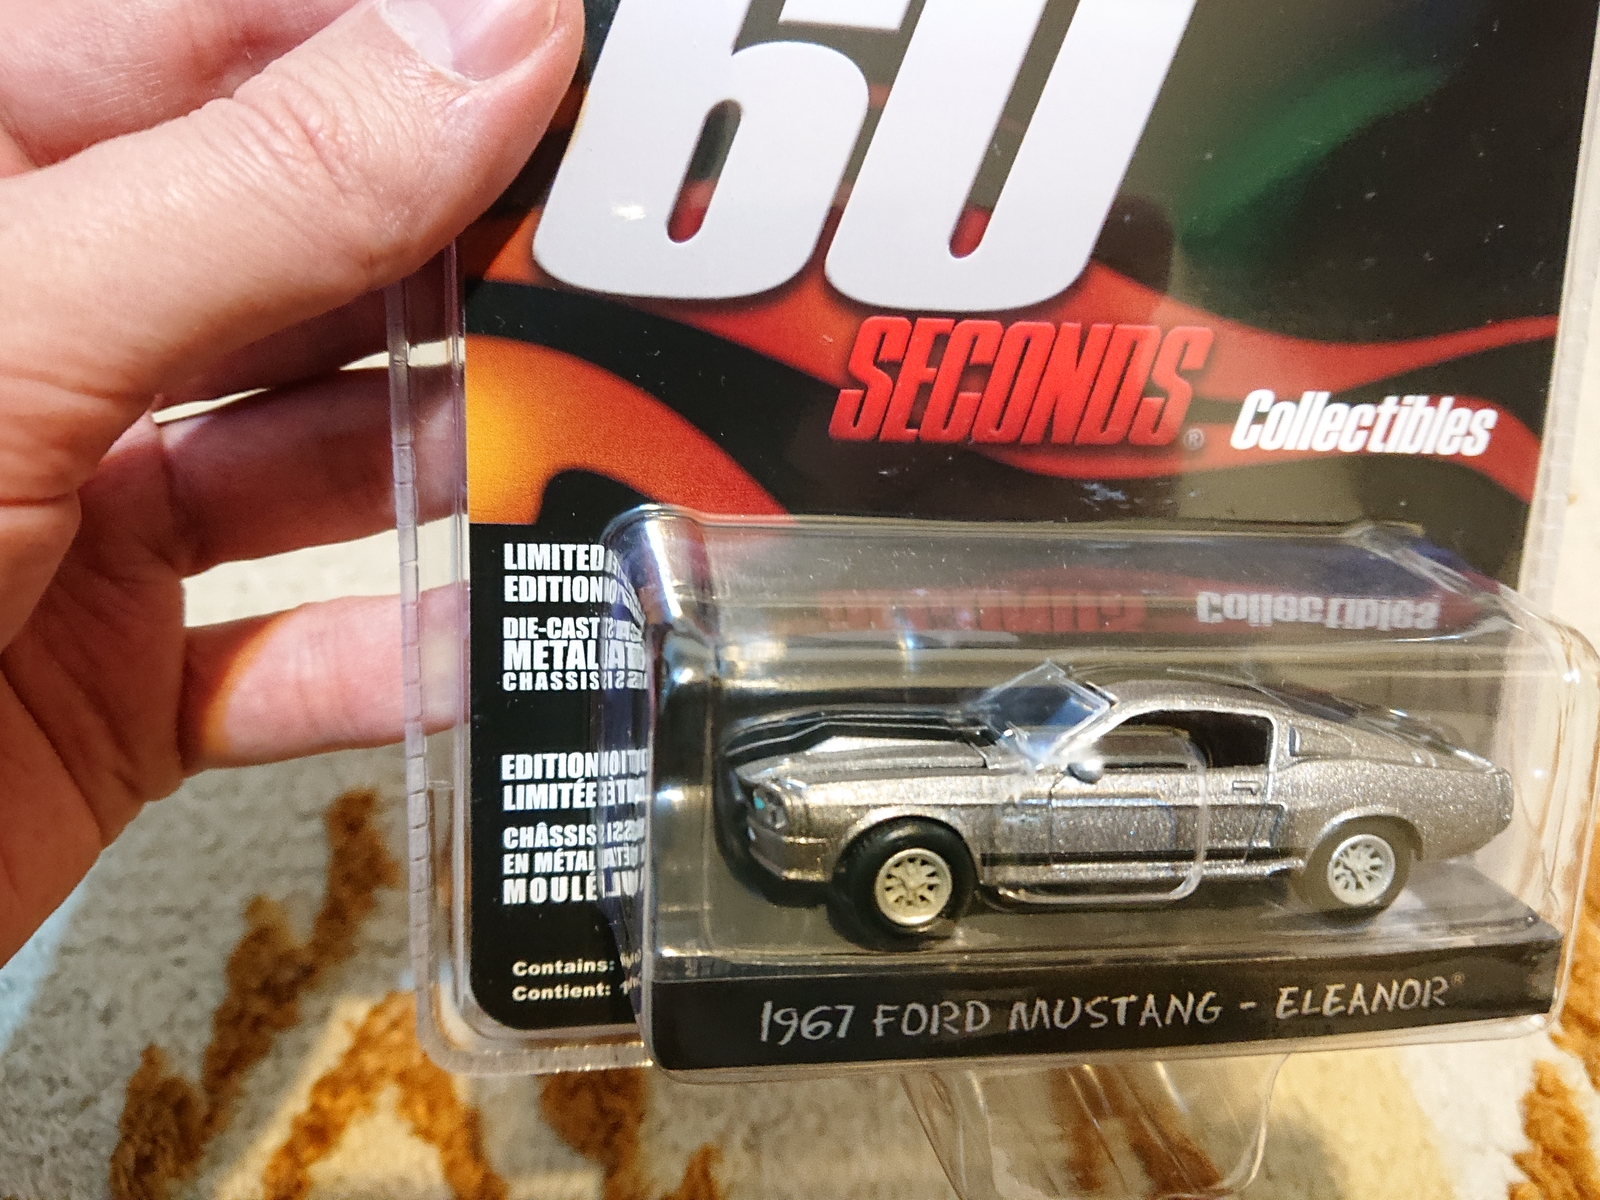 60
SECONDS®
Collectibles
LIMITED
EDITION
DIE-CAST
METAL
CHASSIS
EDITION
LIMITÉE
CHÂSSIS
EN MÉTAL
MOULÉ
Contains:
Contient:
1967 FORD MUSTANG - ELEANOR®